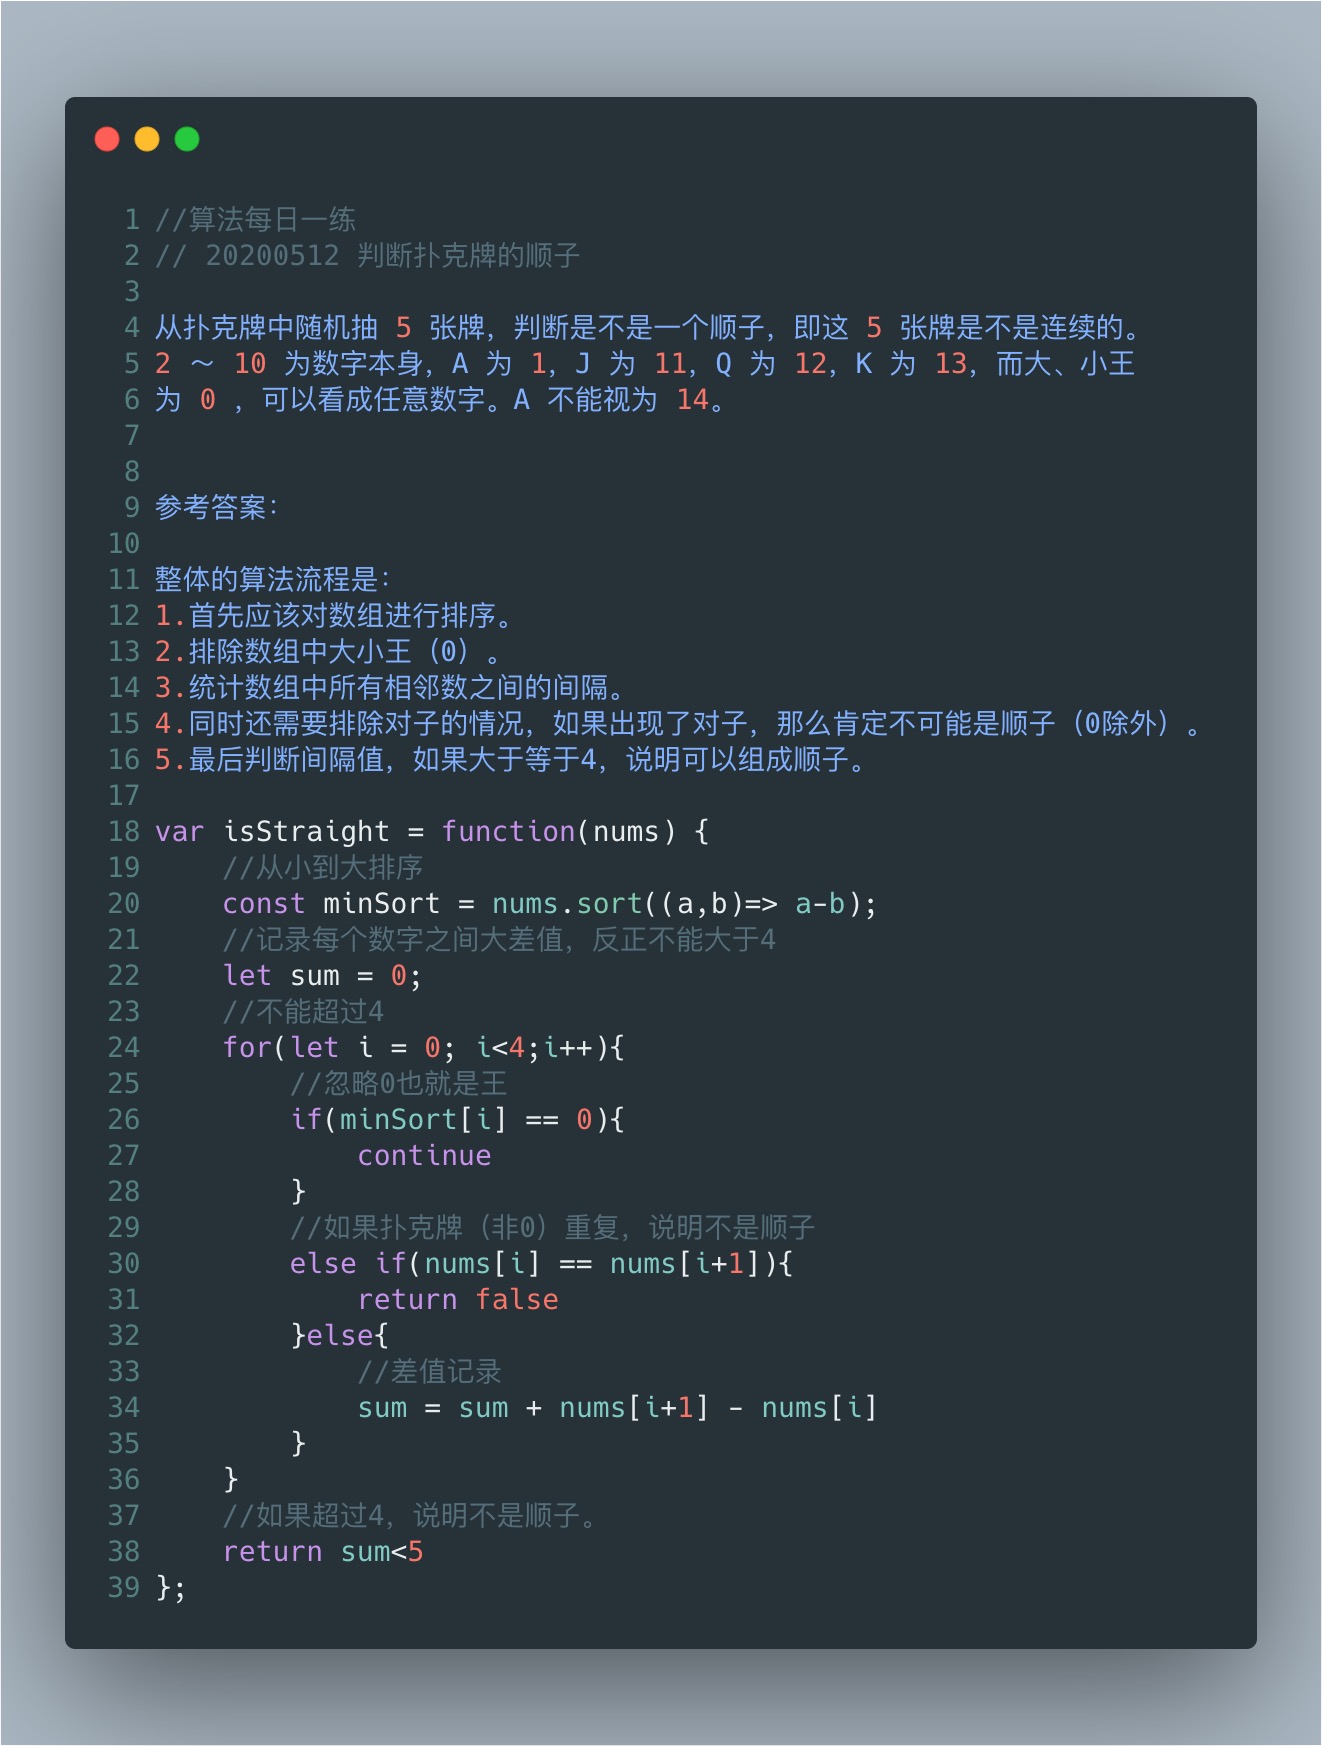 1 //算法每日一练
2 // 20200512 判断扑克牌的顺子
3
4 从扑克牌中随机抽 5 张牌，判断是不是一个顺子，即这 5 张牌是不是连续的。
5 2 ～ 10 为数字本身，A 为 1，J 为 11，Q 为 12，K 为 13，而大、小王
6 为 0 ，可以看成任意数字。A 不能视为 14。
7
8
9 参考答案：
10
11 整体的算法流程是：
12 1.首先应该对数组进行排序。
13 2.排除数组中大小王（0）。
14 3.统计数组中所有相邻数之间的间隔。
15 4.同时还需要排除对子的情况，如果出现了对子，那么肯定不可能是顺子（0除外）。
16 5.最后判断间隔值，如果大于等于4，说明可以组成顺子。
17
18 var isStraight = function(nums) {
19     //从小到大排序
20     const minSort = nums.sort((a,b)=> a-b);
21     //记录每个数字之间大差值，反正不能大于4
22     let sum = 0;
23     //不能超过4
24     for(let i = 0; i<4;i++){
25         //忽略0也就是王
26         if(minSort[i] == 0){
27             continue
28         }
29         //如果扑克牌（非0）重复，说明不是顺子
30         else if(nums[i] == nums[i+1]){
31             return false
32         }else{
33             //差值记录
34             sum = sum + nums[i+1] - nums[i]
35         }
36     }
37     //如果超过4，说明不是顺子。
38     return sum<5
39 };